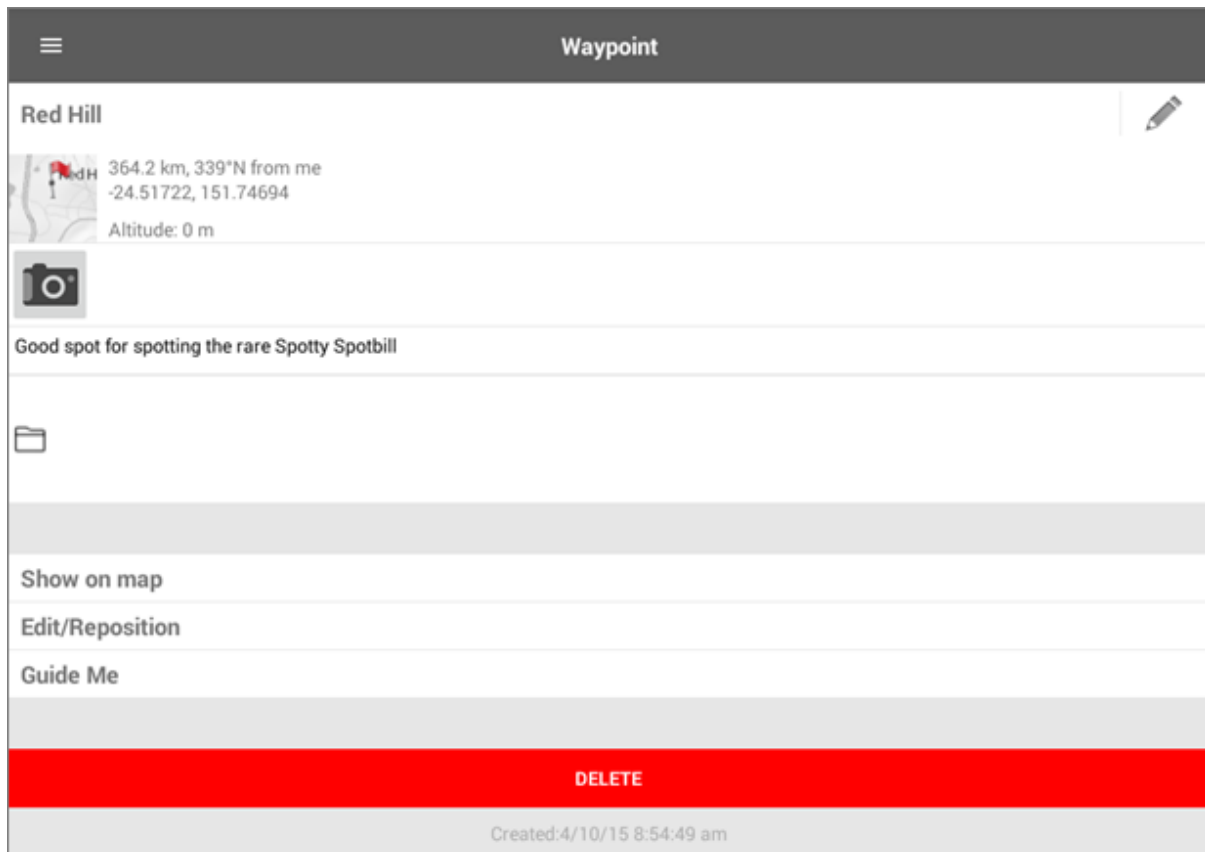 Waypoint
Red Hill
364.2 km, 339°N from me
-24.51722, 151.74694
Altitude: 0 m
Good spot for spotting the rare Spotty Spotbill
Show on map
Edit/Reposition
Guide Me
DELETE
Created:4/10/15 8:54:49 am